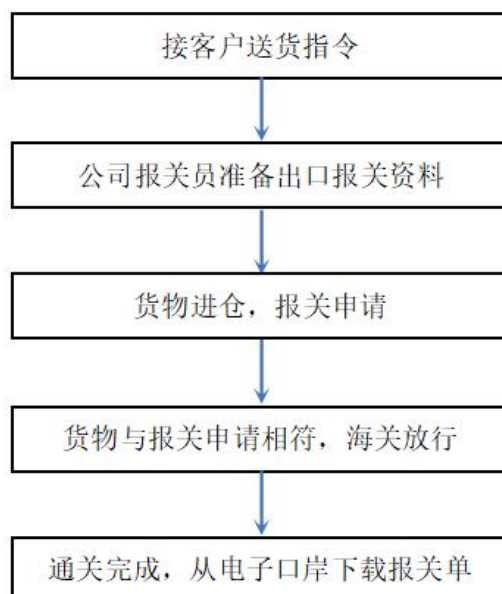 接客户送货指令
公司报关员准备出口报关资料
货物进仓，报关申请
货物与报关申请相符，海关放行
通关完成，从电子口岸下载报关单